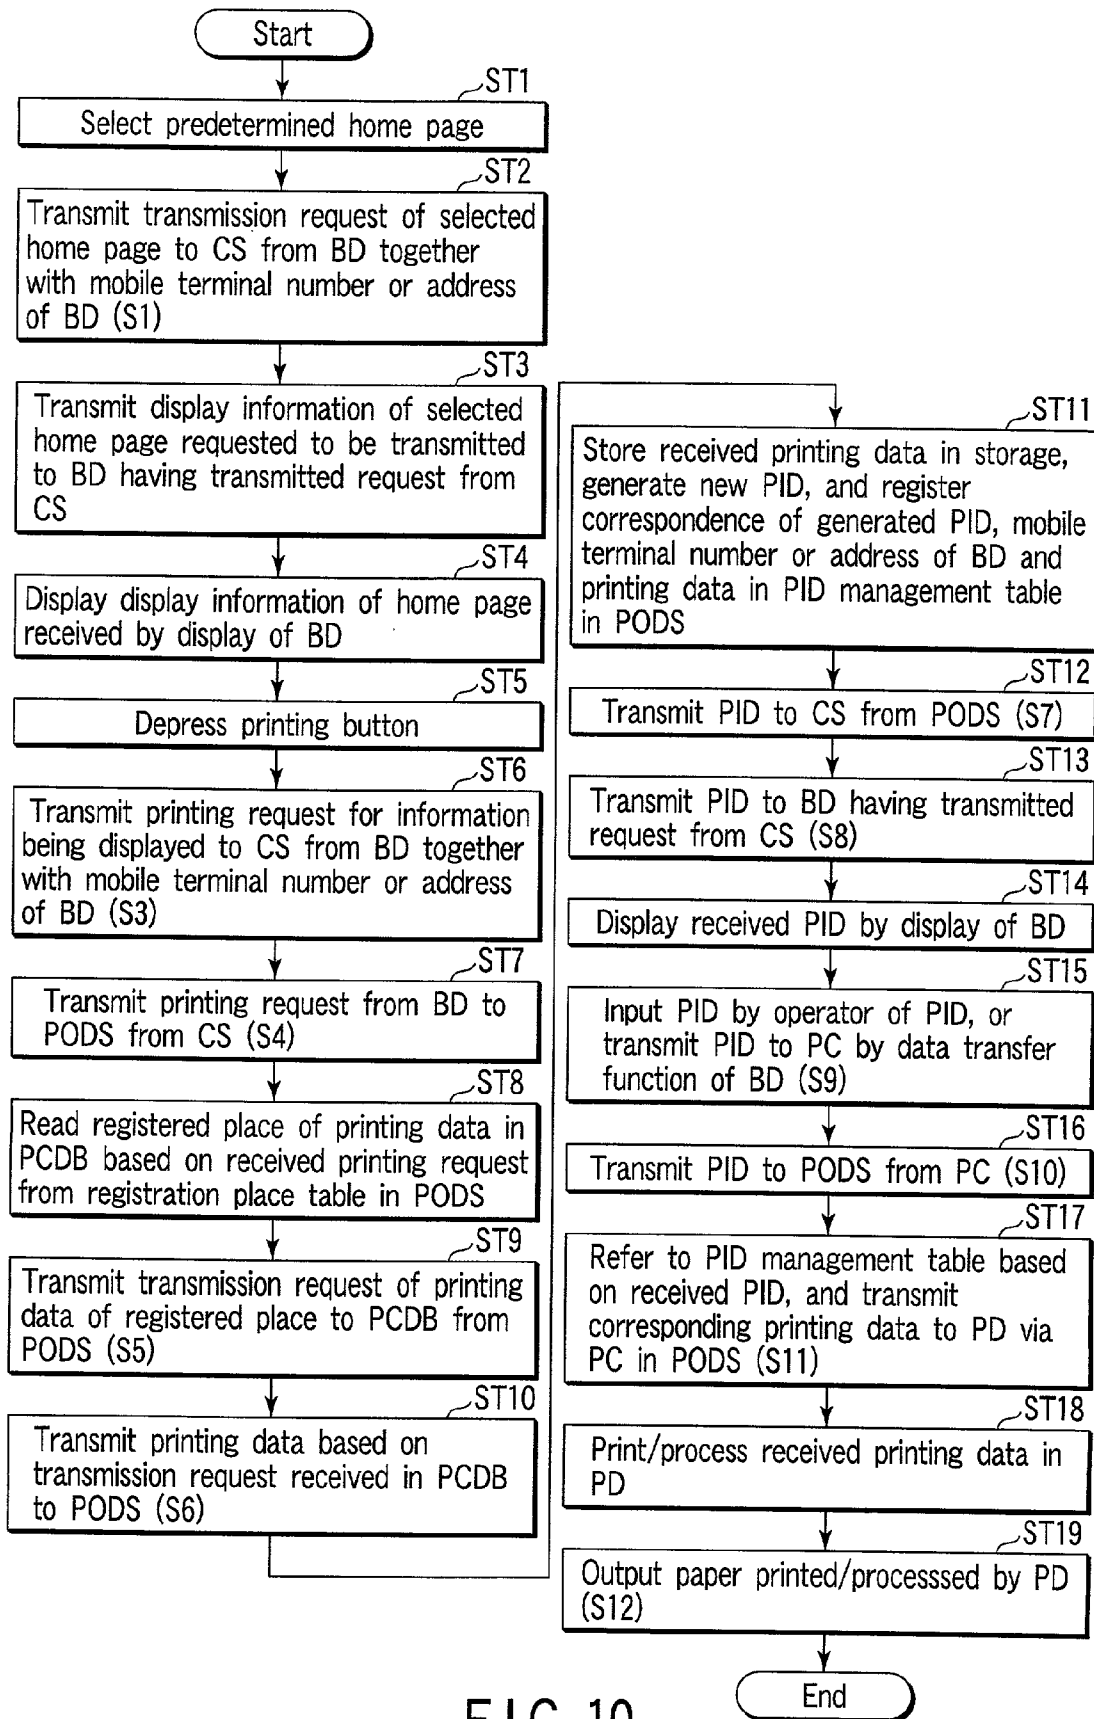 Start
ST1
Select predetermined home page
ST2
Transmit transmission request of selected
home page to CS from BD together
with mobile terminal number or address
of BD (S1)
ST3
Transmit display information of selected
home page requested to be transmitted
to BD having transmitted request from
CS
ST4
Display display information of home page
received by display of BD
ST5
Depress printing button
ST6
Transmit printing request for information
being displayed to CS from BD together
with mobile terminal number or address
of BD (S3)
ST7
Transmit printing request from BD to
PODS from CS (S4)
ST8
Read registered place of printing data in
PCDB based on received printing request
from registration place table in PODS
ST9
Transmit transmission request of printing
data of registered place to PCDB from
PODS (S5)
ST10
Transmit printing data based on
transmission request received in PCDB
to PODS (S6)
ST11
Store received printing data in storage,
generate new PID, and register
correspondence of generated PID, mobile
terminal number or address of BD and
printing data in PID management table
in PODS
ST12
Transmit PID to CS from PODS (S7)
ST13
Transmit PID to BD having transmitted
request from CS (S8)
ST14
Display received PID by display of BD
ST15
Input PID by operator of PID, or
transmit PID to PC by data transfer
function of BD (S9)
ST16
Transmit PID to PODS from PC (S10)
ST17
Refer to PID management table based
on received PID, and transmit
corresponding printing data to PD via
PC in PODS (S11)
ST18
Print/process received printing data in
PD
ST19
Output paper printed/processsed by PD
(S12)
End
FIG. 10